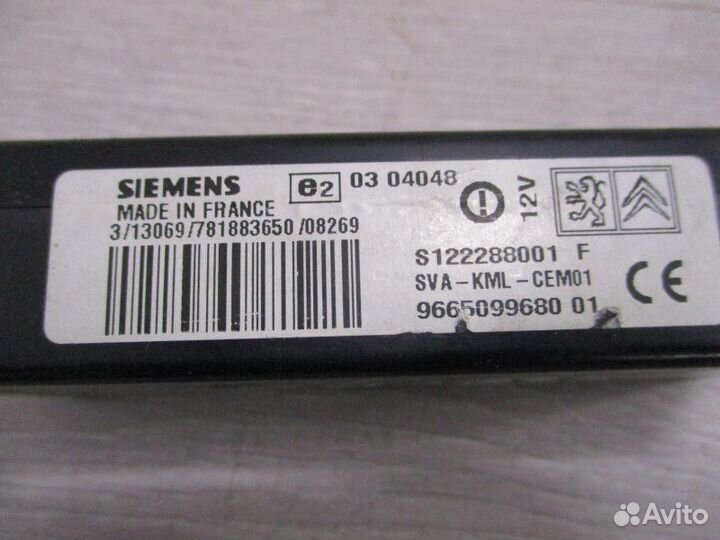 SIEMENS e2 03 04048
MADE IN FRANCE
3/13069/781883650/08269
12V
S122288001 F
SVA-KML-CEM01
9665099680 01
CE
Avito